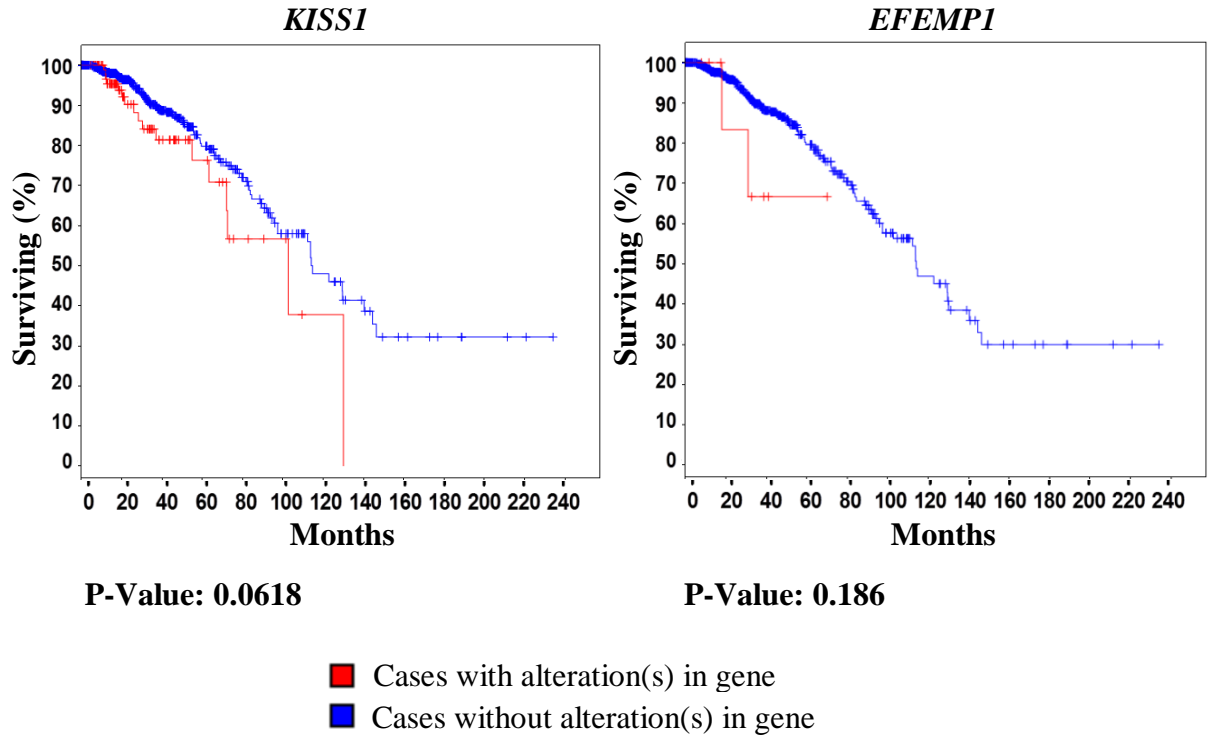 KISS1
EFEMP1
Surviving (%)
100
90
80
70
60
50
40
30
20
10
0
0 20 40 60 80 100 120 140 160 180 200 220 240
Months
P-Value: 0.0618
Surviving (%)
100
90
80
70
60
50
40
30
20
10
0
0 20 40 60 80 100 120 140 160 180 200 220 240
Months
P-Value: 0.186
Cases with alteration(s) in gene
Cases without alteration(s) in gene